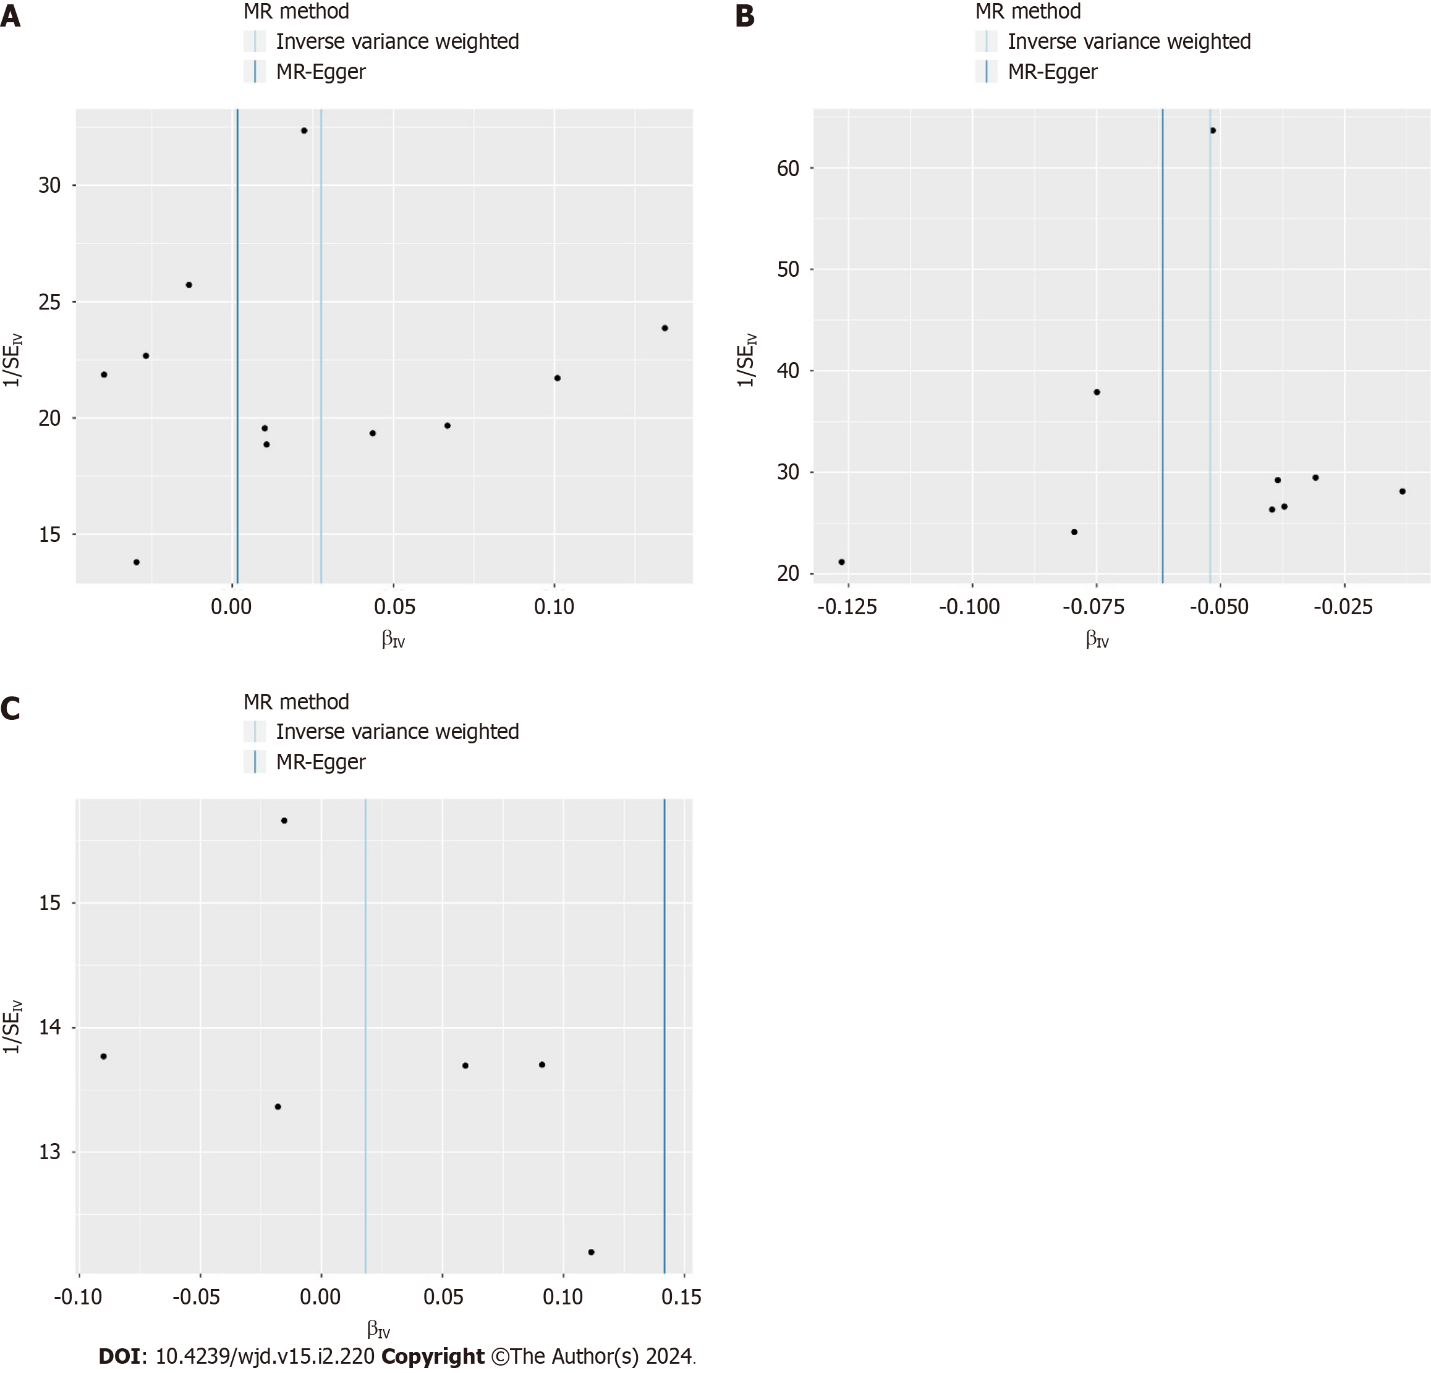 A
MR method
Inverse variance weighted
MR-Egger
30
25
20
15
1/SE_IV
0.00 0.05 0.10
β_IV
B
MR method
Inverse variance weighted
MR-Egger
60
50
40
30
20
1/SE_IV
-0.125 -0.100 -0.075 -0.050 -0.025
β_IV
C
MR method
Inverse variance weighted
MR-Egger
15
14
13
1/SE_IV
-0.10 -0.05 0.00 0.05 0.10 0.15
β_IV
DOI: 10.4239/wjd.v15.i2.220 Copyright ©The Author(s) 2024.